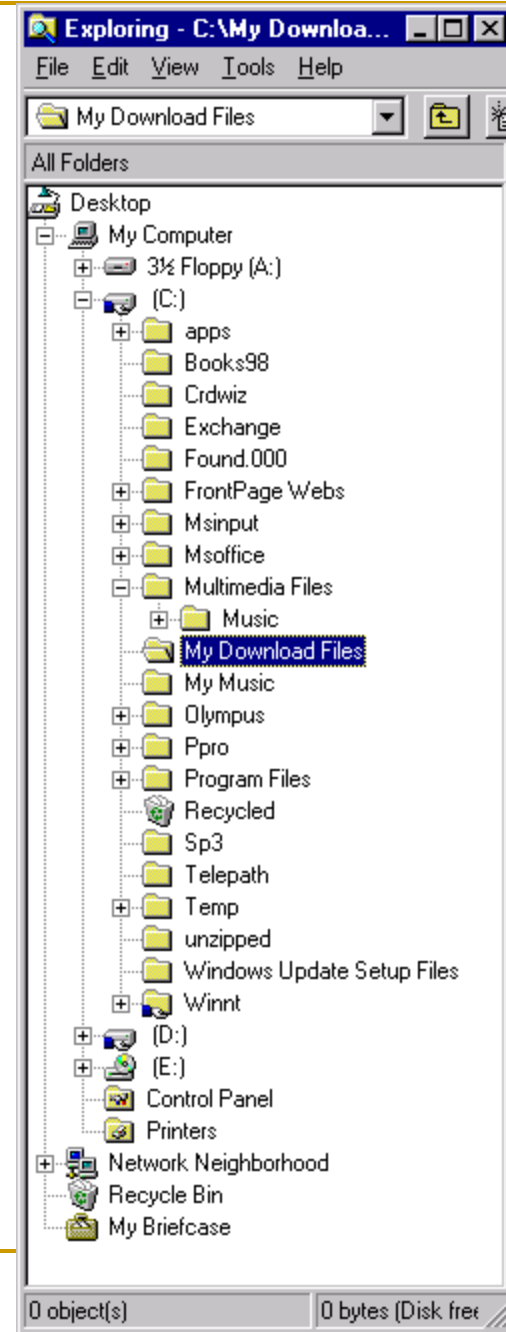 Exploring - C:\My Downloa...
File Edit View Tools Help
My Download Files
All Folders
Desktop
My Computer
3½ Floppy (A:)
(C:)
apps
Books98
Crdwiz
Exchange
Found.000
FrontPage Webs
Msinput
Msoffice
Multimedia Files
Music
My Download Files
My Music
Olympus
Ppro
Program Files
Recycled
Sp3
Telepath
Temp
unzipped
Windows Update Setup Files
Winnt
(D:)
(E:)
Control Panel
Printers
Network Neighborhood
Recycle Bin
My Briefcase
0 object(s) 0 bytes (Disk free